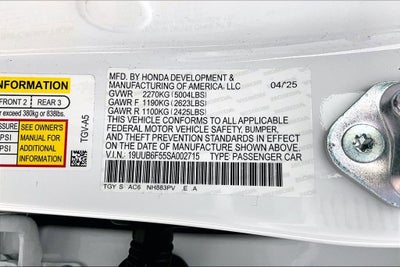 INFORMATION
FRONT 2 REAR 3
exceed 380kg or 838lbs.
SEE OWNER'S
MANUAL FOR
ADDITIONAL
INFORMATION
PSI
PSI
TGV-A5
MFD. BY HONDA DEVELOPMENT &
MANUFACTURING OF AMERICA, LLC 04/25
GVWR 2270KG(5004LBS)
GAWR F 1190KG(2623LBS)
GAWR R 1100KG(2425LBS)
THIS VEHICLE CONFORMS TO ALL APPLICABLE
FEDERAL MOTOR VEHICLE SAFETY, BUMPER,
AND THEFT PREVENTION STANDARDS IN EFFECT
ON THE DATE OF MANUFACTURE SHOWN ABOVE.
V.I.N.: 19UUB6F55SA002715 TYPE PASSENGER CAR
TGY S AC6 NH883PV E A